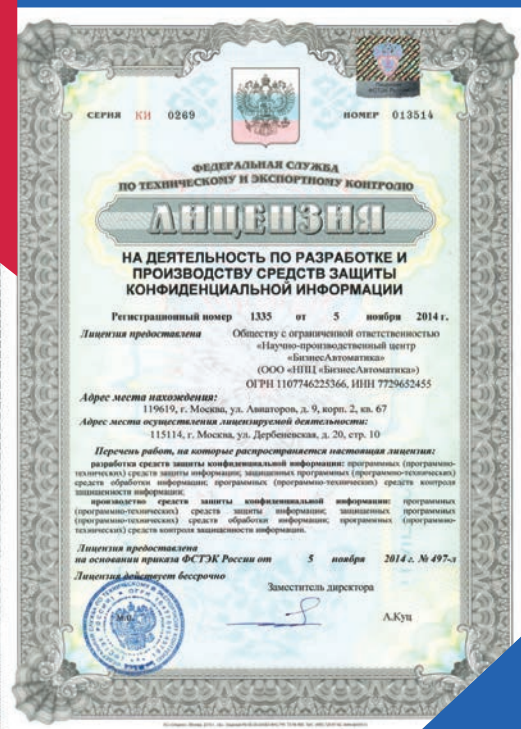 СЕРИЯ КИ 0269
НОМЕР 013514
ФЕДЕРАЛЬНАЯ СЛУЖБА
ПО ТЕХНИЧЕСКОМУ И ЭКСПОРТНОМУ КОНТРОЛЮ
ЛИЦЕНЗИЯ
НА ДЕЯТЕЛЬНОСТЬ ПО РАЗРАБОТКЕ И
ПРОИЗВОДСТВУ СРЕДСТВ ЗАЩИТЫ
КОНФИДЕНЦИАЛЬНОЙ ИНФОРМАЦИИ
Регистрационный номер 1335 от 5 ноября 2014 г.
Лицензия предоставлена Обществу с ограниченной ответственностью
«Научно-производственный центр
«БизнесАвтоматика»
(ООО «НПЦ «БизнесАвтоматика»)
ОГРН 1107746225366, ИНН 7729652455
Адрес места нахождения:
119619, г. Москва, ул. Авиаторов, д. 9, корп. 2, кв. 67
Адрес места осуществления лицензируемой деятельности:
115114, г. Москва, ул. Дербеневская, д. 20, стр. 10
Перечень работ, на которые распространяется настоящая лицензия:
разработка средств защиты конфиденциальной информации: программных (программно-
технических) средств защиты информации; защищенных программных (программно-технических)
средств обработки информации; программных (программно-технических) средств контроля
защищенности информации;
производство средств защиты конфиденциальной информации: программных
(программно-технических) средств защиты информации; защищенных программных
(программно-технических) средств обработки информации; программных (программно-
технических) средств контроля защищенности информации.
Лицензия предоставлена
на основании приказа ФСТЭК России от 5 ноября 2014 г. № 497-л
Лицензия действует бессрочно
Заместитель директора
М.П.
А.Куц